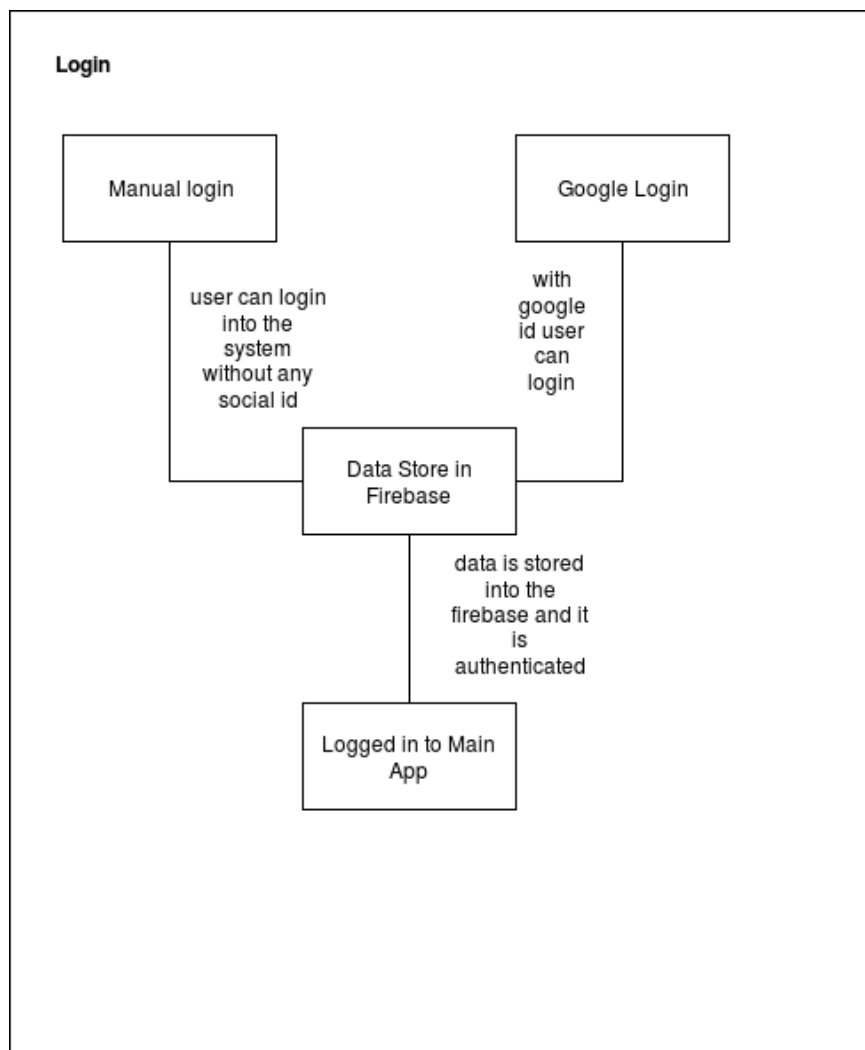 Login
Manual login
Google Login
user can login
into the
system
without any
social id
with
google
id user
can
login
Data Store in
Firebase
data is stored
into the
firebase and it
is
authenticated
Logged in to Main
App